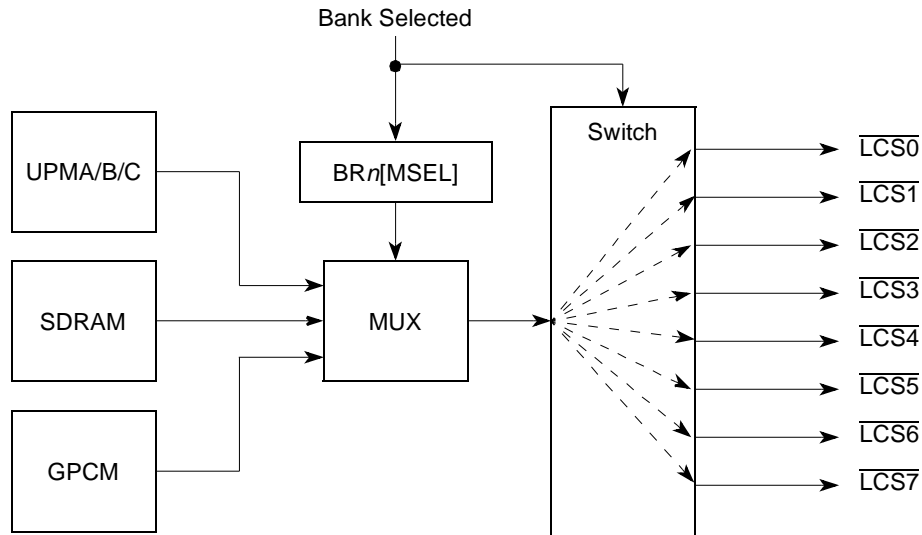 Bank Selected
Switch
UPMA/B/C
BRn[MSEL]
SDRAM
MUX
GPCM
LCS0
LCS1
LCS2
LCS3
LCS4
LCS5
LCS6
LCS7